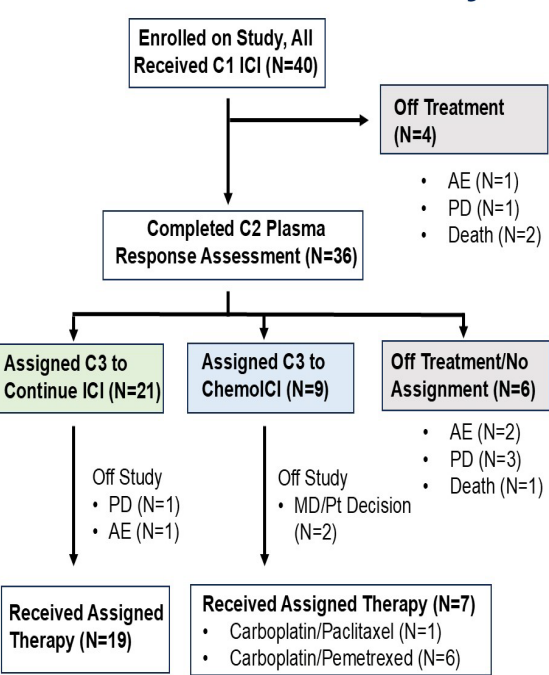 Enrolled on Study, All
Received C1 ICI (N=40)
Off Treatment
(N=4)
• AE (N=1)
• PD (N=1)
• Death (N=2)
Completed C2 Plasma
Response Assessment (N=36)
Assigned C3 to
Continue ICI (N=21)
Assigned C3 to
ChemoICI (N=9)
Off Treatment/No
Assignment (N=6)
• AE (N=2)
• PD (N=3)
• Death (N=1)
Off Study
• PD (N=1)
• AE (N=1)
Off Study
• MD/Pt Decision
(N=2)
Received Assigned
Therapy (N=19)
Received Assigned Therapy (N=7)
• Carboplatin/Paclitaxel (N=1)
• Carboplatin/Pemetrexed (N=6)